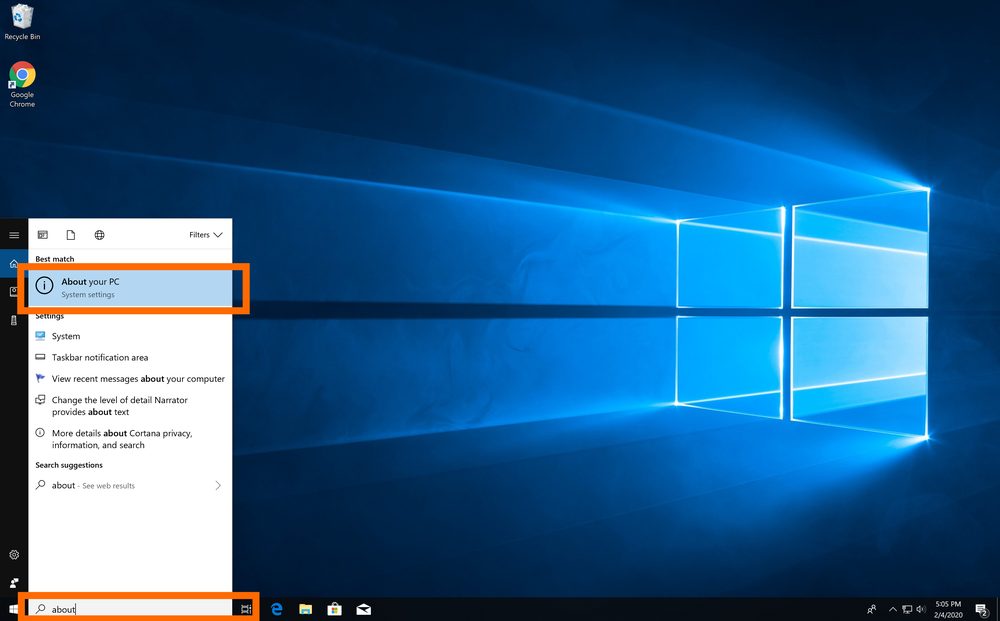 Recycle Bin
Google
Chrome
Filters
Best match
About your PC
System settings
Settings
System
Taskbar notification area
View recent messages about your computer
Change the level of detail Narrator
provides about text
More details about Cortana privacy,
information, and search
Search suggestions
about - See web results
about
5:05 PM
2/4/2020
2